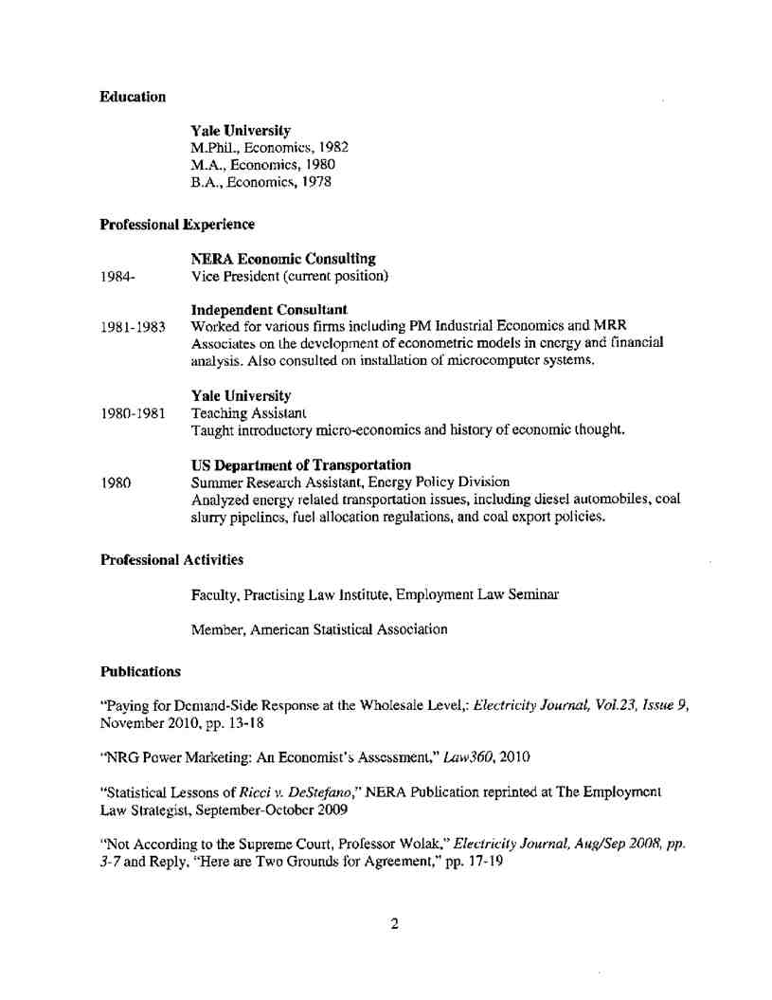 Education
Yale University
M.Phil., Economics, 1982
M.A., Economics, 1980
B.A., Economics, 1978
Professional Experience
NERA Economic Consulting
1984- Vice President (current position)
Independent Consultant
1981-1983 Worked for various firms including PM Industrial Economics and MRR
Associates on the development of econometric models in energy and financial
analysis. Also consulted on installation of microcomputer systems.
Yale University
1980-1981 Teaching Assistant
Taught introductory micro-economics and history of economic thought.
US Department of Transportation
1980 Summer Research Assistant, Energy Policy Division
Analyzed energy related transportation issues, including diesel automobiles, coal
slurry pipelines, fuel allocation regulations, and coal export policies.
Professional Activities
Faculty, Practising Law Institute, Employment Law Seminar
Member, American Statistical Association
Publications
“Paying for Demand-Side Response at the Wholesale Level,: Electricity Journal, Vol.23, Issue 9,
November 2010, pp. 13-18
“NRG Power Marketing: An Economist’s Assessment,” Law360, 2010
“Statistical Lessons of Ricci v. DeStefano,” NERA Publication reprinted at The Employment
Law Strategist, September-October 2009
“Not According to the Supreme Court, Professor Wolak,” Electricity Journal, Aug/Sep 2008, pp.
3-7 and Reply, “Here are Two Grounds for Agreement,” pp. 17-19
2